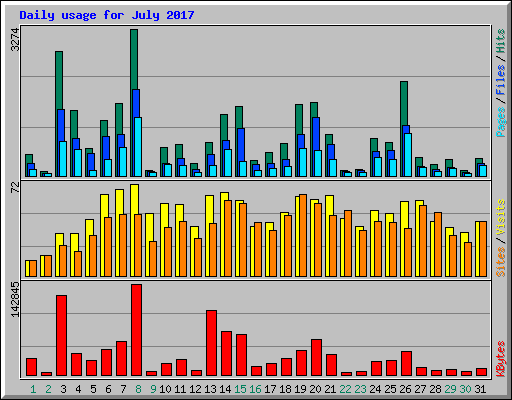 Daily usage for July 2017
3274
Pages / Files / Hits
72
Sites / Visits
142845
KBytes
1 2 3 4 5 6 7 8 9 10 11 12 13 14 15 16 17 18 19 20 21 22 23 24 25 26 27 28 29 30 31